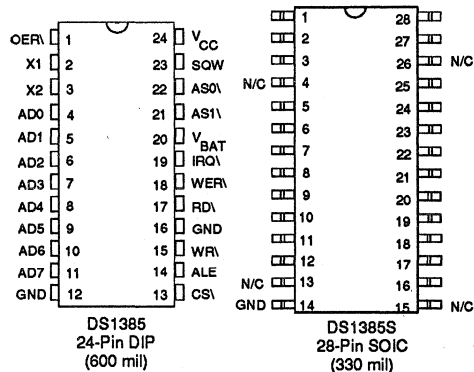 OER\ 1 24 VCC
X1 2 23 SQW
X2 3 22 AS0\
AD0 4 21 AS1\
AD1 5 20 VBAT
AD2 6 19 IRQ\
AD3 7 18 WER\
AD4 8 17 RD\
AD5 9 16 GND
AD6 10 15 WR\
AD7 11 14 ALE
GND 12 13 CS\
DS1385
24-Pin DIP
(600 mil)
1 28
2 27
3 26 N/C
N/C 4 25
5 24
6 23
7 22
8 21
9 20
10 19
11 18
12 17
N/C 13 16
GND 14 15 N/C
DS1385S
28-Pin SOIC
(330 mil)